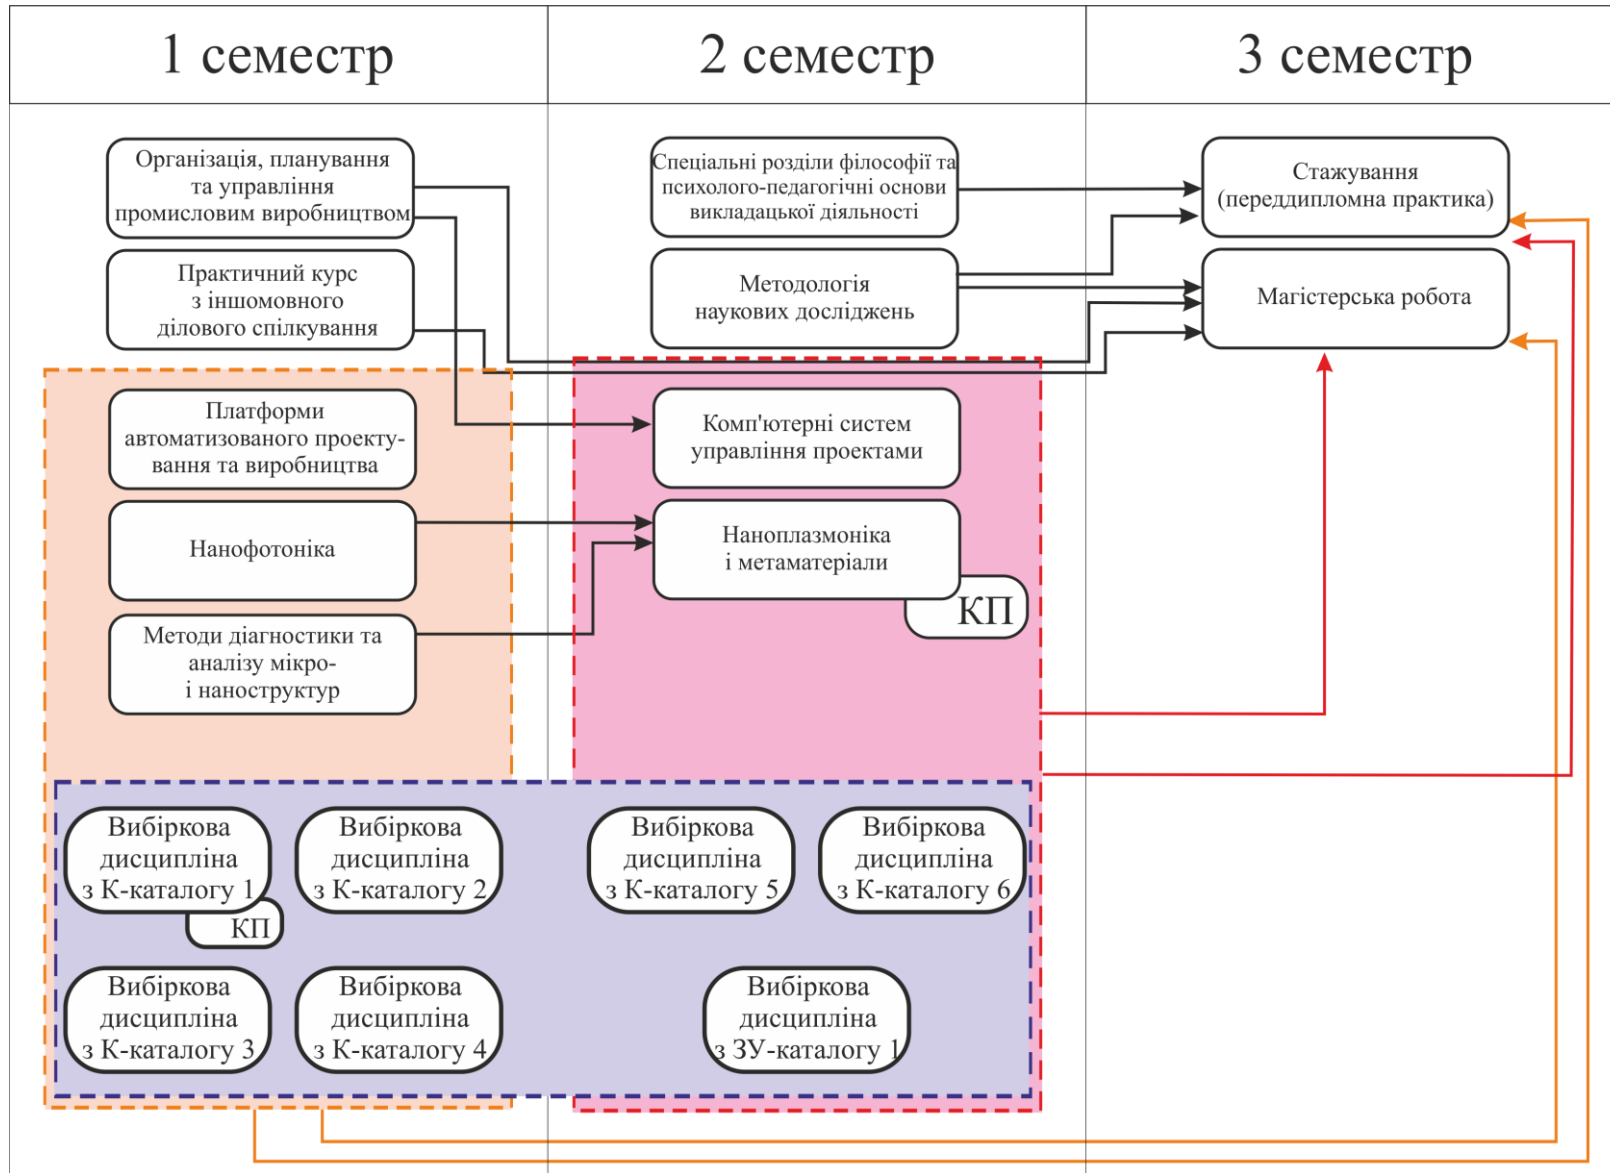 1 семестр
2 семестр
3 семестр
Організація, планування
та управління
промисловим виробництвом
Практичний курс
з іншомовного
ділового спілкування
Платформи
автоматизованого проекту-
вання та виробництва
Нанофотоніка
Методи діагностики та
аналізу мікро-
і наноструктур
Спеціальні розділи філософії та
психолого-педагогічні основи
викладацької діяльності
Методологія
наукових досліджень
Комп'ютерні систем
управління проектами
Наноплазмоніка
і метаматеріали
КП
Стажування
(переддипломна практика)
Магістерська робота
Вибіркова
дисципліна
з К-каталогу 1
КП
Вибіркова
дисципліна
з К-каталогу 2
Вибіркова
дисципліна
з К-каталогу 5
Вибіркова
дисципліна
з К-каталогу 6
Вибіркова
дисципліна
з К-каталогу 3
Вибіркова
дисципліна
з К-каталогу 4
Вибіркова
дисципліна
з ЗУ-каталогу 1